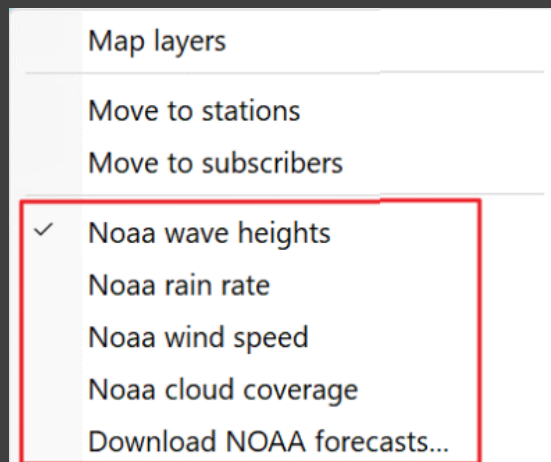 Map layers
Move to stations
Move to subscribers
Noaa wave heights
Noaa rain rate
Noaa wind speed
Noaa cloud coverage
Download NOAA forecasts...